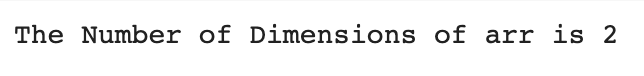 The Number of Dimensions of arr is 2